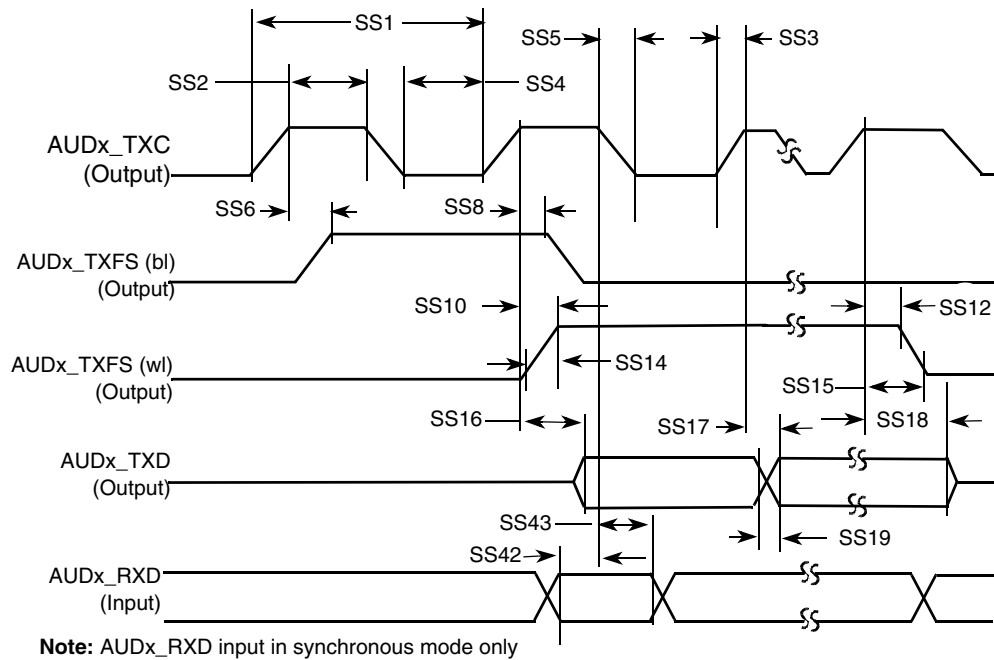 SS1
SS5
SS3
SS2
SS4
AUDx_TXC
(Output)
SS6
SS8
AUDx_TXFS (bl)
(Output)
SS10
SS12
AUDx_TXFS (wl)
(Output)
SS14
SS15
SS16
SS17
SS18
AUDx_TXD
(Output)
SS43
SS19
SS42
AUDx_RXD
(Input)
Note: AUDx_RXD input in synchronous mode only